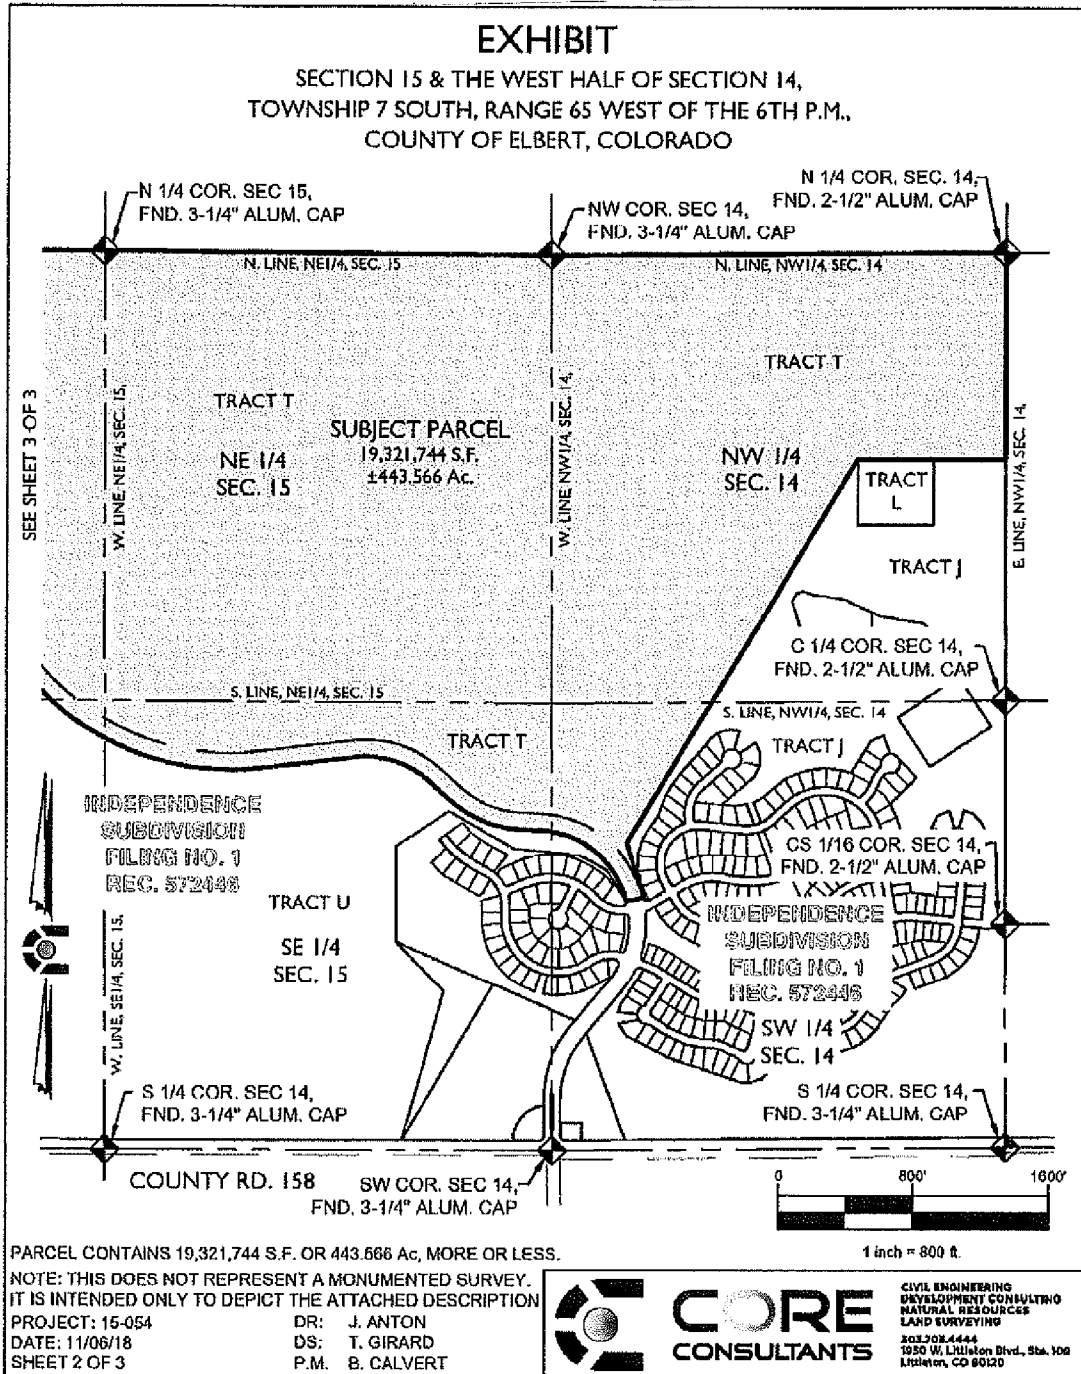 EXHIBIT
SECTION 15 & THE WEST HALF OF SECTION 14,
TOWNSHIP 7 SOUTH, RANGE 65 WEST OF THE 6TH P.M.,
COUNTY OF ELBERT, COLORADO
N 1/4 COR. SEC 15,
FND. 3-1/4" ALUM. CAP
NW COR. SEC 14,
FND. 3-1/4" ALUM. CAP
N 1/4 COR. SEC. 14,
FND. 2-1/2" ALUM. CAP
N. LINE, NE1/4, SEC. 15
N. LINE, NW1/4, SEC. 14
SEE SHEET 3 OF 3
W. LINE, NE1/4, SEC. 15,
TRACT T
NE 1/4
SEC. 15
SUBJECT PARCEL
19,321,744 S.F.
±443.566 Ac.
W. LINE, NW1/4, SEC. 14,
TRACT T
NW 1/4
SEC. 14
TRACT
L
E. LINE, NW1/4, SEC. 14,
TRACT J
C 1/4 COR. SEC 14,
FND. 2-1/2" ALUM. CAP
S. LINE, NE1/4, SEC. 15
S. LINE, NW1/4, SEC. 14
TRACT T
TRACT J
INDEPENDENCE
SUBDIVISION
FILING NO. 1
REC. 572446
CS 1/16 COR. SEC 14,
FND. 2-1/2" ALUM. CAP
TRACT U
SE 1/4
SEC. 15
INDEPENDENCE
SUBDIVISION
FILING NO. 1
REC. 572446
W. LINE, SE1/4, SEC. 15,
SW 1/4
SEC. 14
S 1/4 COR. SEC 14,
FND. 3-1/4" ALUM. CAP
S 1/4 COR. SEC 14,
FND. 3-1/4" ALUM. CAP
COUNTY RD. 158
SW COR. SEC 14,
FND. 3-1/4" ALUM. CAP
0 800' 1600'
1 inch = 800 ft.
PARCEL CONTAINS 19,321,744 S.F. OR 443.566 Ac, MORE OR LESS.
NOTE: THIS DOES NOT REPRESENT A MONUMENTED SURVEY.
IT IS INTENDED ONLY TO DEPICT THE ATTACHED DESCRIPTION
PROJECT: 15-054 DR: J. ANTON
DATE: 11/06/18 DS: T. GIRARD
SHEET 2 OF 3 P.M. B. CALVERT
CORE
CONSULTANTS
CIVIL ENGINEERING
DEVELOPMENT CONSULTING
NATURAL RESOURCES
LAND SURVEYING
303.703.4444
1950 W. Littleton Blvd., Ste. 109
Littleton, CO 80120